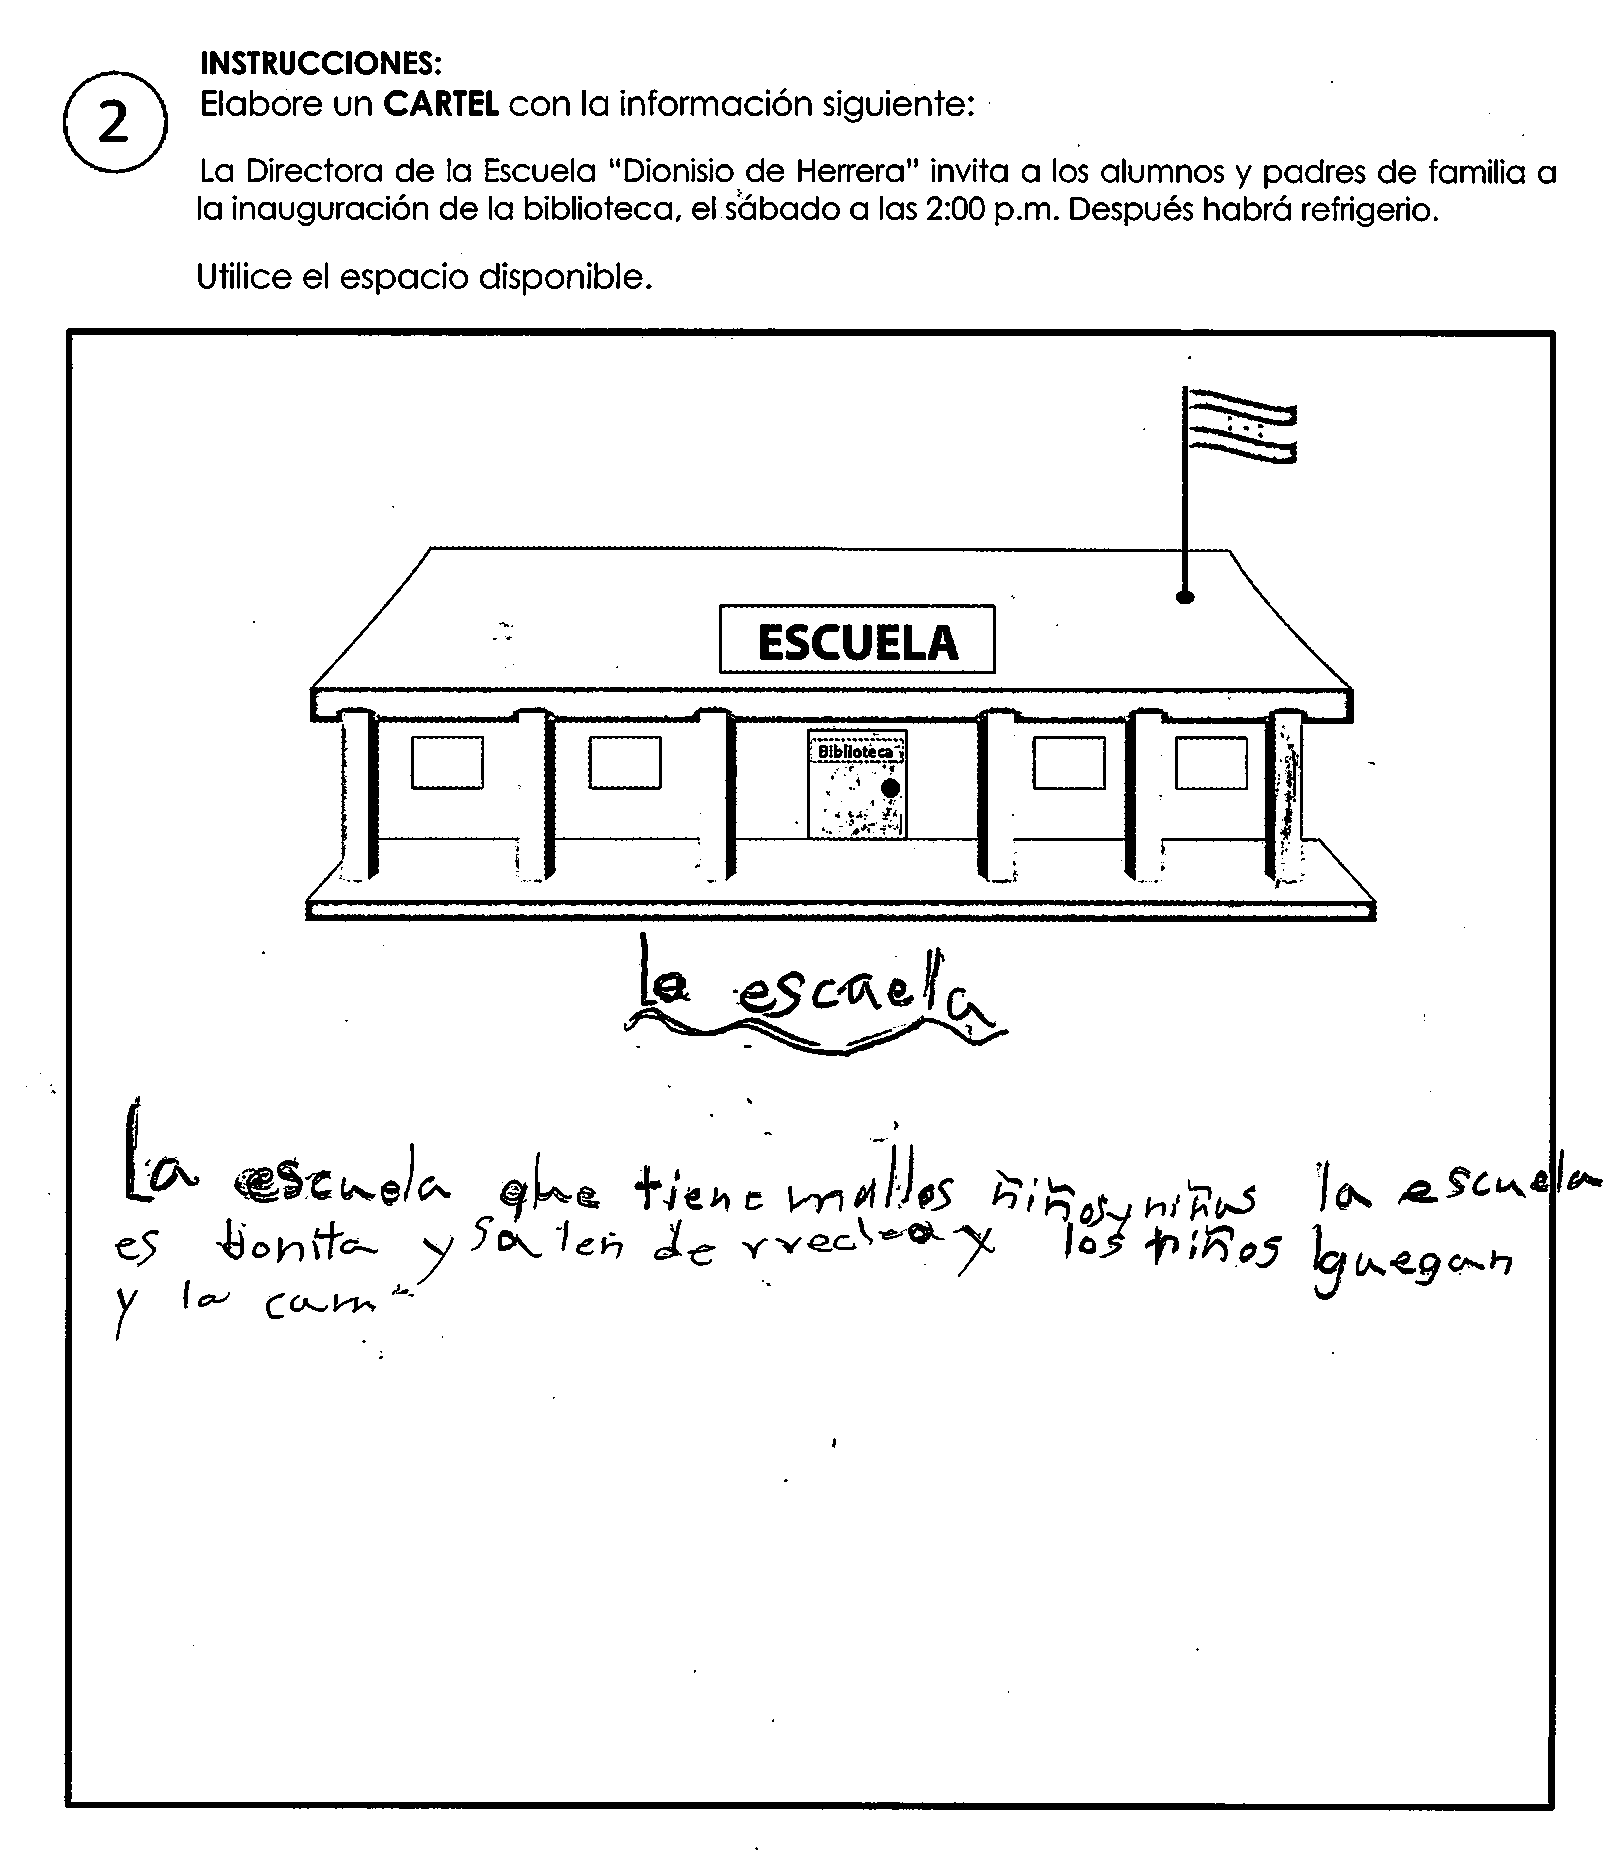 INSTRUCCIONES:
2
Elabore un CARTEL con la información siguiente:
La Directora de la Escuela "Dionisio de Herrera" invita a los alumnos y padres de familia a
la inauguración de la biblioteca, el sábado a las 2:00 p.m. Después habrá refrigerio.
Utilice el espacio disponible.
ESCUELA
Biblioteca
La escuella
La escuela que tiene mullos niños y niñas la escuela
es bonita y salen de rrecleo y los niños guegan
y la cam